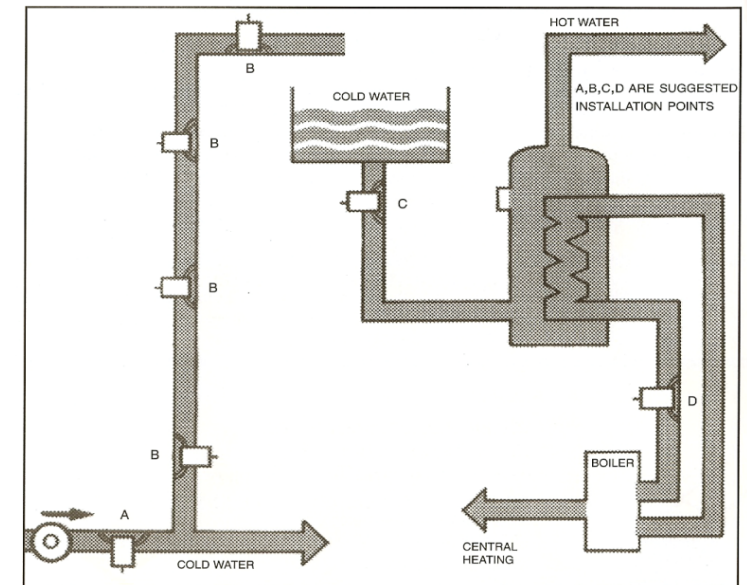 HOT WATER
B
COLD WATER
A,B,C,D ARE SUGGESTED
INSTALLATION POINTS
B
C
B
D
B
BOILER
A
COLD WATER
CENTRAL
HEATING